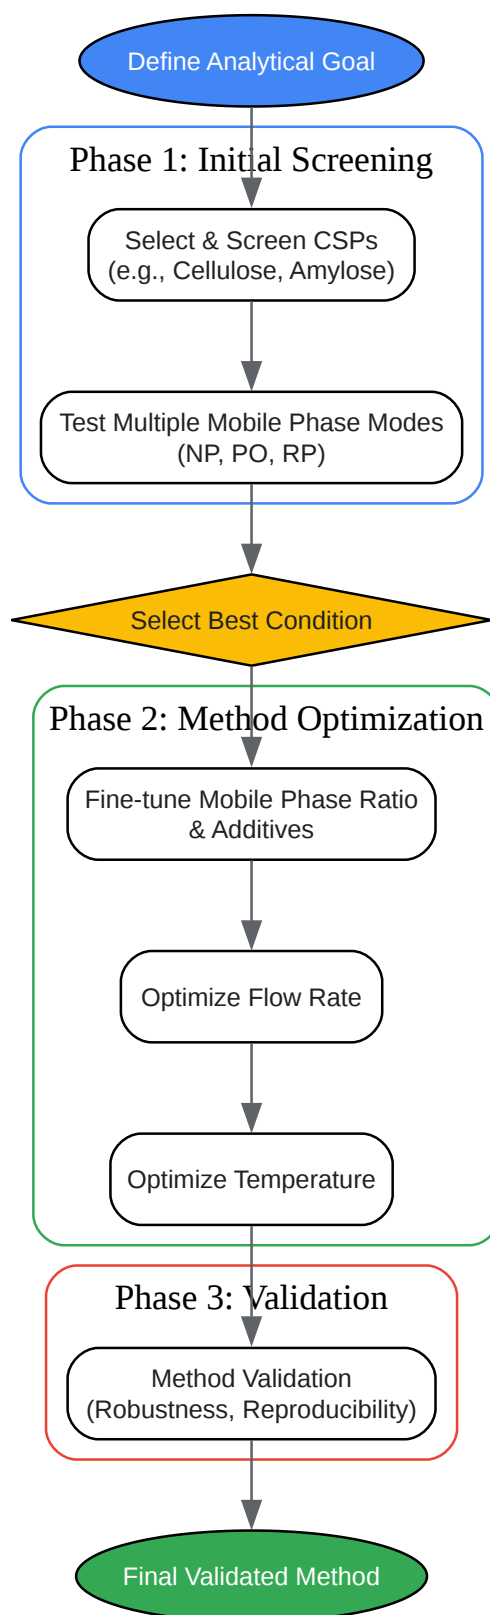 Define Analytical Goal
Phase 1: Initial Screening
Select & Screen CSPs
(e.g., Cellulose, Amylose)
Test Multiple Mobile Phase Modes
(NP, PO, RP)
Select Best Condition
Phase 2: Method Optimization
Fine-tune Mobile Phase Ratio
& Additives
Optimize Flow Rate
Optimize Temperature
Phase 3: Validation
Method Validation
(Robustness, Reproducibility)
Final Validated Method